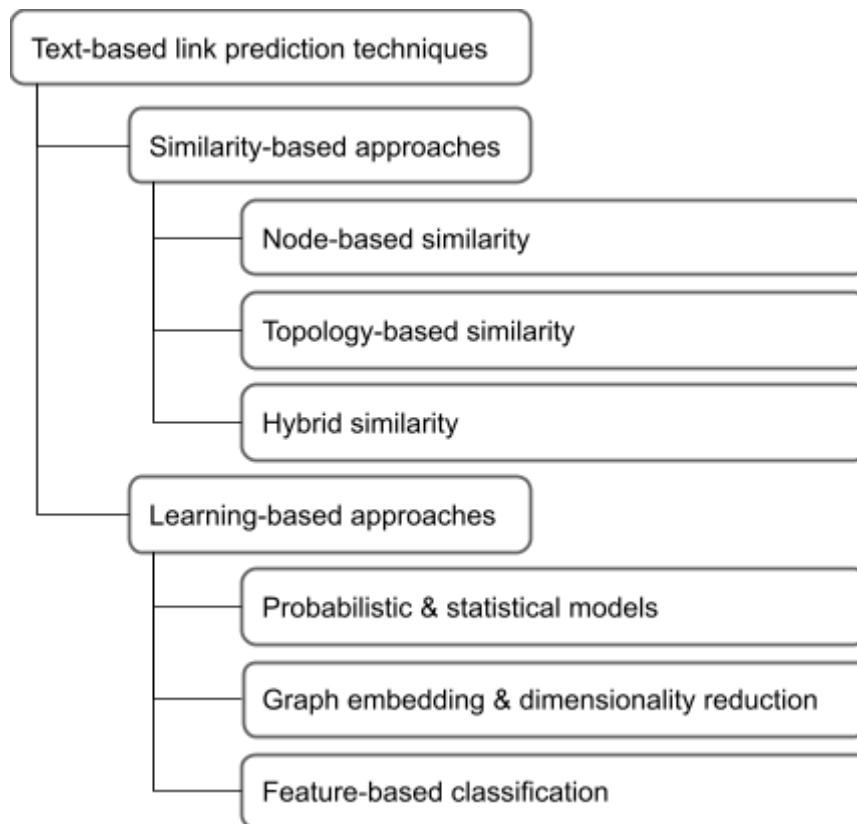 Text-based link prediction techniques
Similarity-based approaches
Node-based similarity
Topology-based similarity
Hybrid similarity
Learning-based approaches
Probabilistic & statistical models
Graph embedding & dimensionality reduction
Feature-based classification